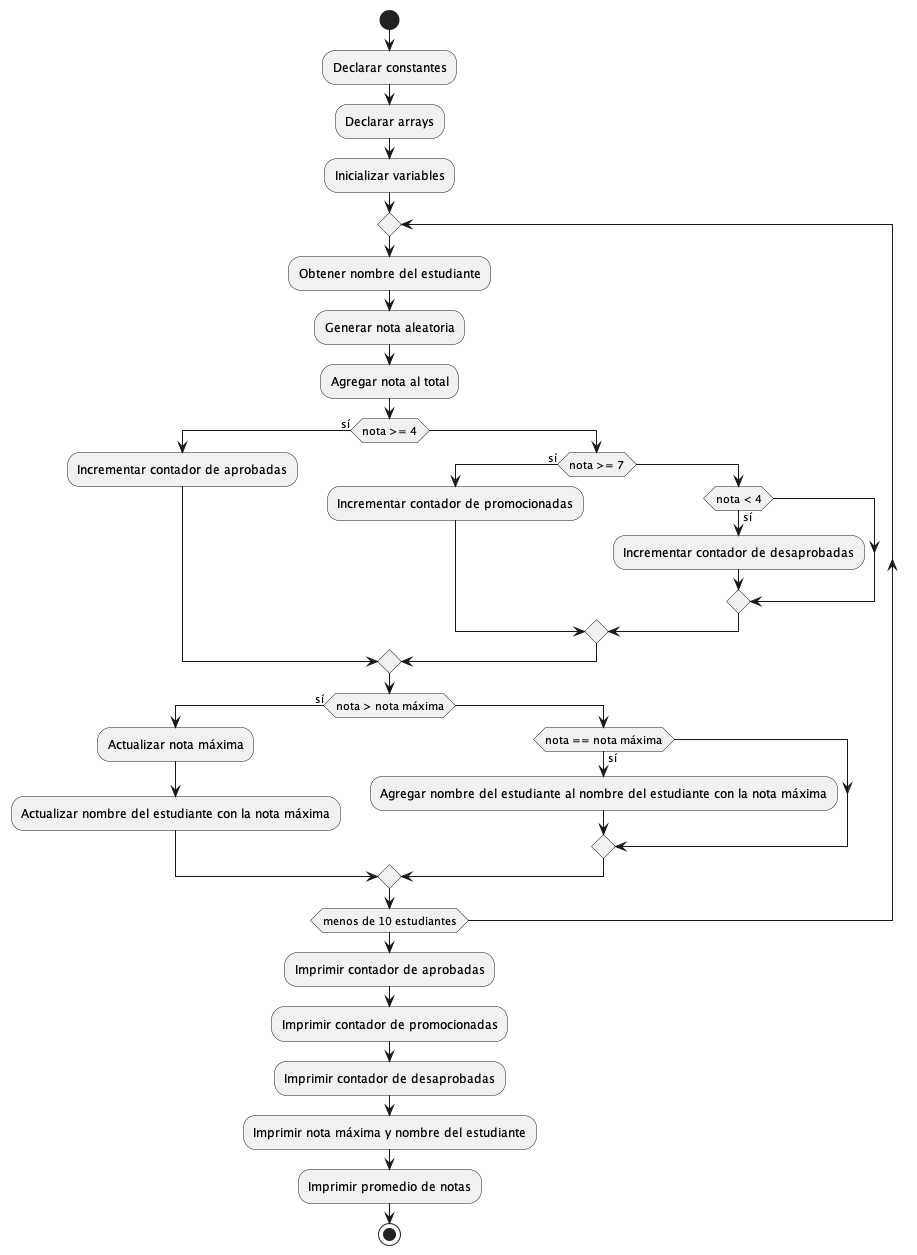 Declarar constantes
Declarar arrays
Inicializar variables
Obtener nombre del estudiante
Generar nota aleatoria
Agregar nota al total
sí
nota >= 4
Incrementar contador de aprobadas
sí
nota >= 7
Incrementar contador de promocionadas
nota < 4
sí
Incrementar contador de desaprobadas
sí
nota > nota máxima
Actualizar nota máxima
Actualizar nombre del estudiante con la nota máxima
nota == nota máxima
sí
Agregar nombre del estudiante al nombre del estudiante con la nota máxima
menos de 10 estudiantes
Imprimir contador de aprobadas
Imprimir contador de promocionadas
Imprimir contador de desaprobadas
Imprimir nota máxima y nombre del estudiante
Imprimir promedio de notas